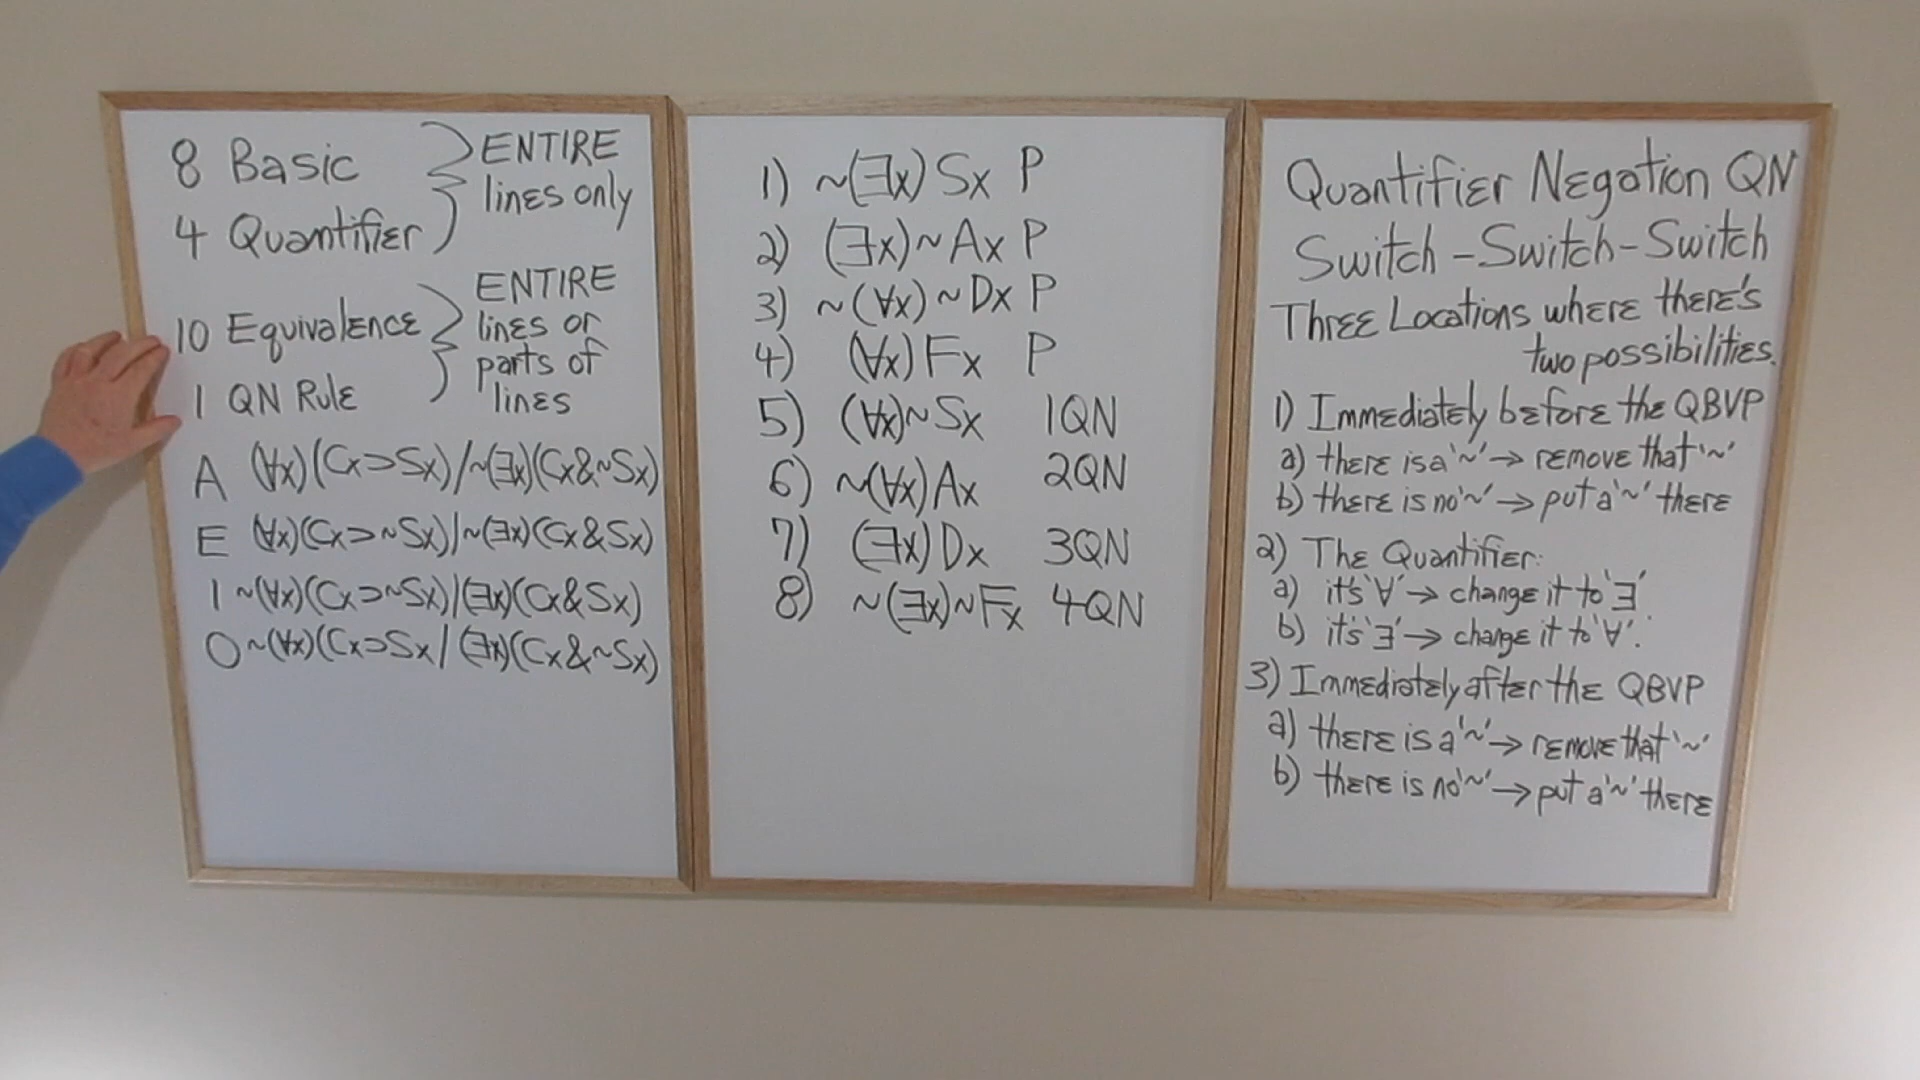 8 Basic
4 Quantifier
ENTIRE
lines only
10 Equivalence
1 QN Rule
ENTIRE
lines or
parts of
lines
A (∀x)(Cx⊃Sx)/~(∃x)(Cx&~Sx)
E (∀x)(Cx⊃~Sx)/~(∃x)(Cx&Sx)
I ~(∀x)(Cx⊃~Sx)/(∃x)(Cx&Sx)
O ~(∀x)(Cx⊃Sx/(∃x)(Cx&~Sx)
1) ~(∃x) Sx P
2) (∃x)~Ax P
3) ~(∀x)~Dx P
4) (∀x)Fx P
5) (∀x)~Sx 1QN
6) ~(∀x)Ax 2QN
7) (∃x)Dx 3QN
8) ~(∃x)~Fx 4QN
Quantifier Negation QN
Switch-Switch-Switch
Three Locations where there's
two possibilities.
1) Immediately before the QBVP
a) there is a '~' → remove that '~'
b) there is no '~' → put a '~' there
2) The Quantifier:
a) it's '∀' → change it to '∃'
b) it's '∃' → change it to '∀'.
3) Immediately after the QBVP
a) there is a '~' → remove that '~'
b) there is no '~' → put a '~' there